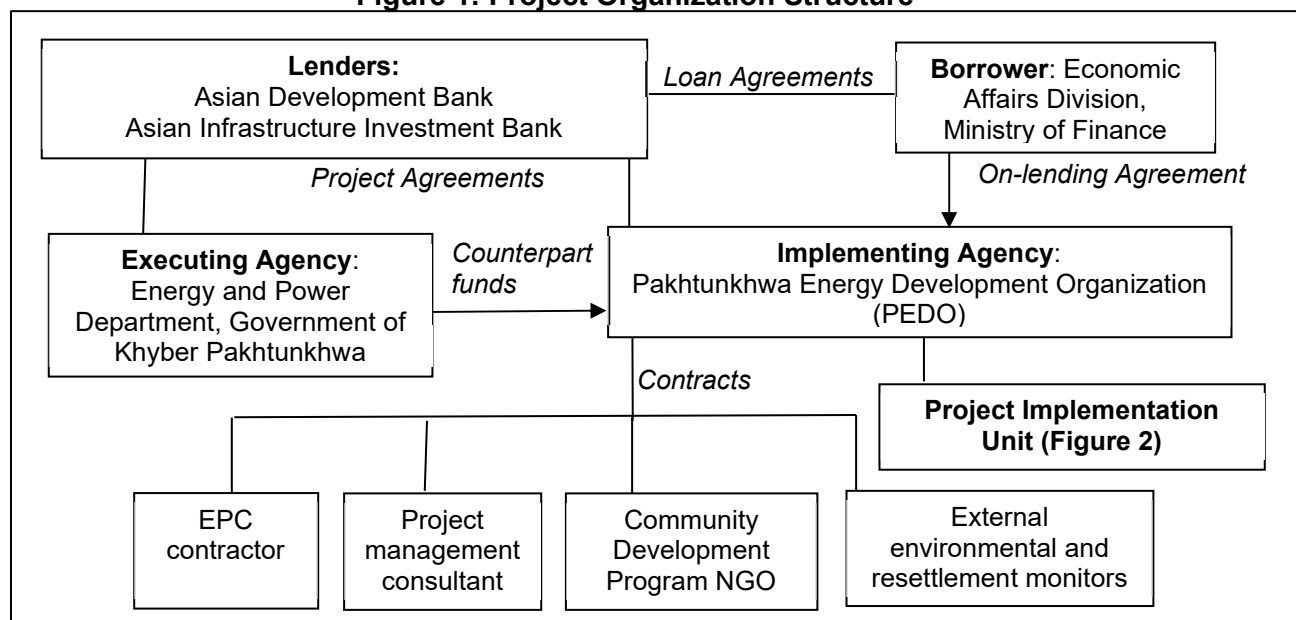 Figure 1: Project Organization Structure
Lenders:
Asian Development Bank
Asian Infrastructure Investment Bank
Loan Agreements
Borrower: Economic
Affairs Division,
Ministry of Finance
Project Agreements
On-lending Agreement
Executing Agency:
Energy and Power
Department, Government of
Khyber Pakhtunkhwa
Counterpart
funds
Implementing Agency:
Pakhtunkhwa Energy Development Organization
(PEDO)
Contracts
Project Implementation
Unit (Figure 2)
EPC
contractor
Project
management
consultant
Community
Development
Program NGO
External
environmental and
resettlement monitors